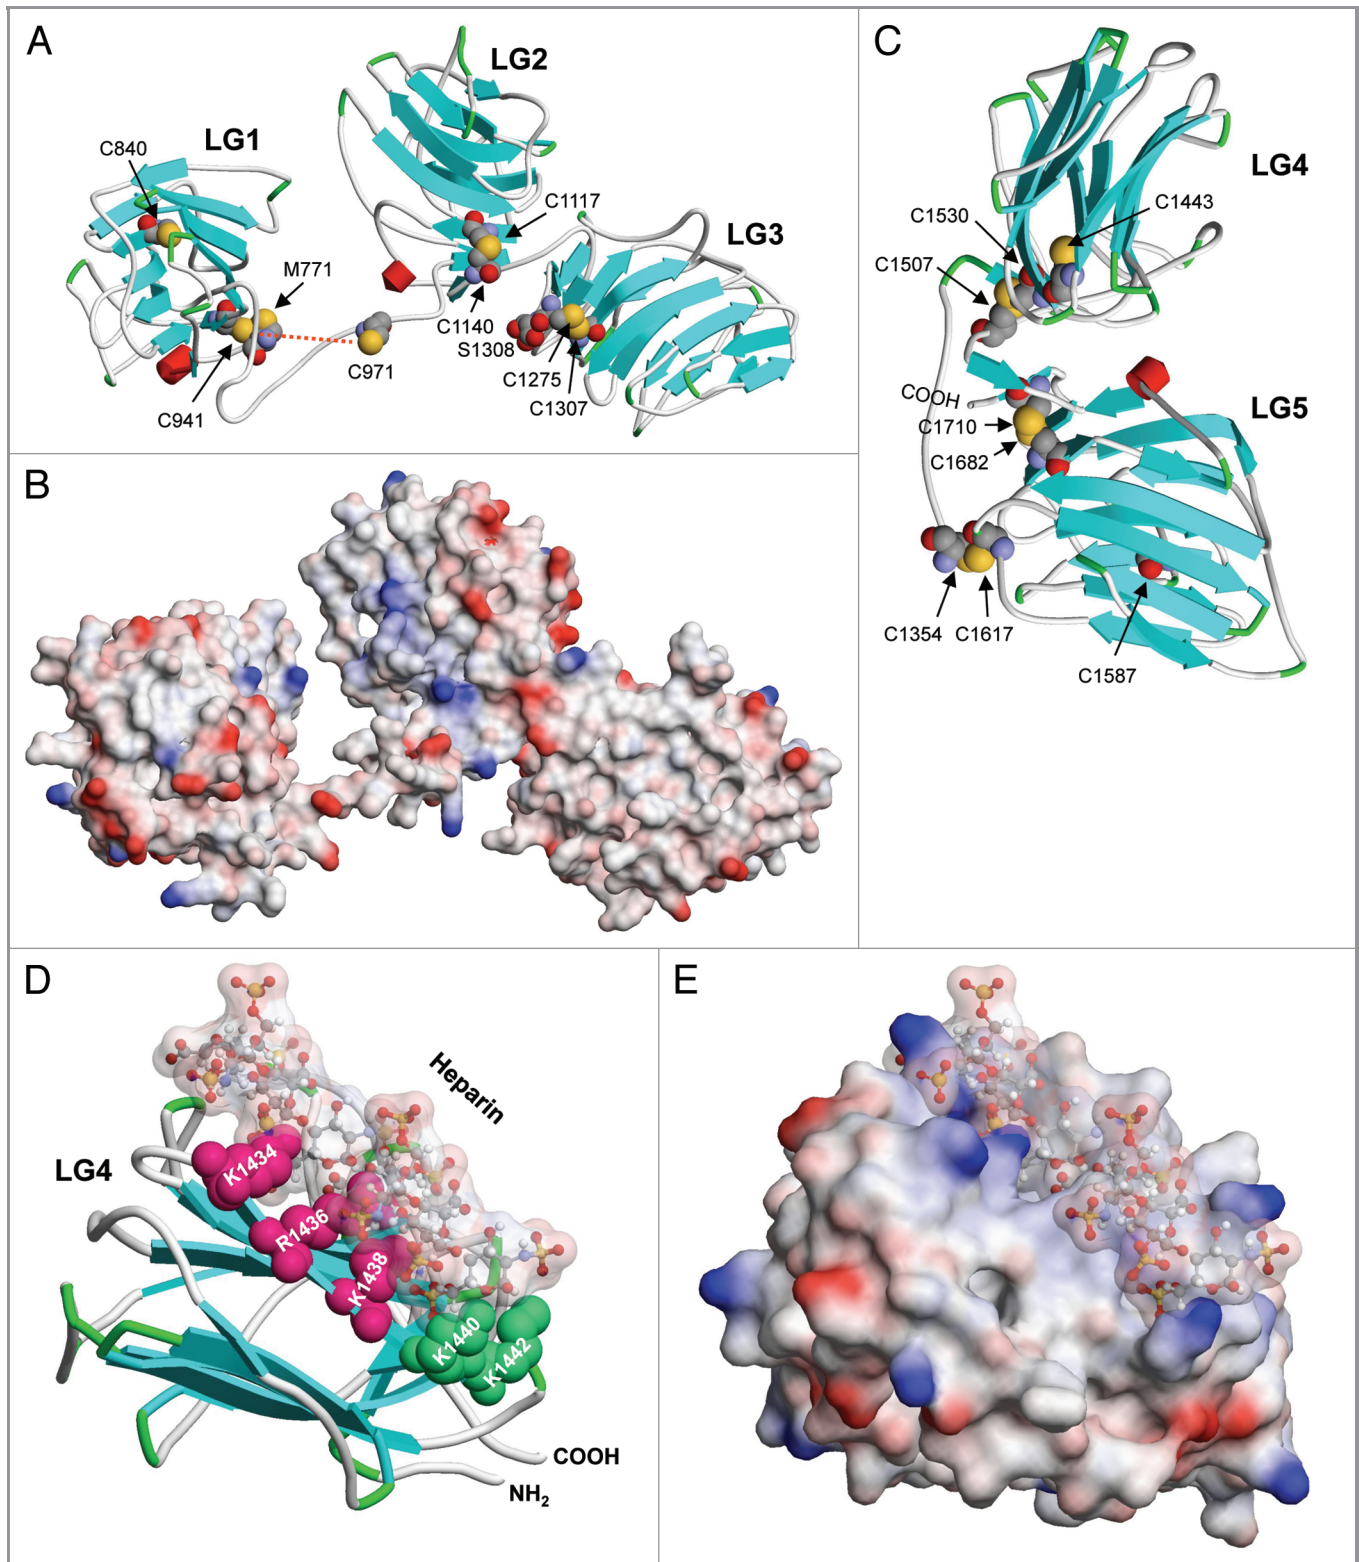 A
LG1
LG2
LG3
C840
M771
C941
C971
C1117
C1140
S1308
C1275
C1307
B
C
LG4
C1530
C1443
C1507
COOH
LG5
C1710
C1682
C1354
C1617
C1587
D
Heparin
LG4
K1434
R1436
K1438
K1440
K1442
COOH
NH2
E